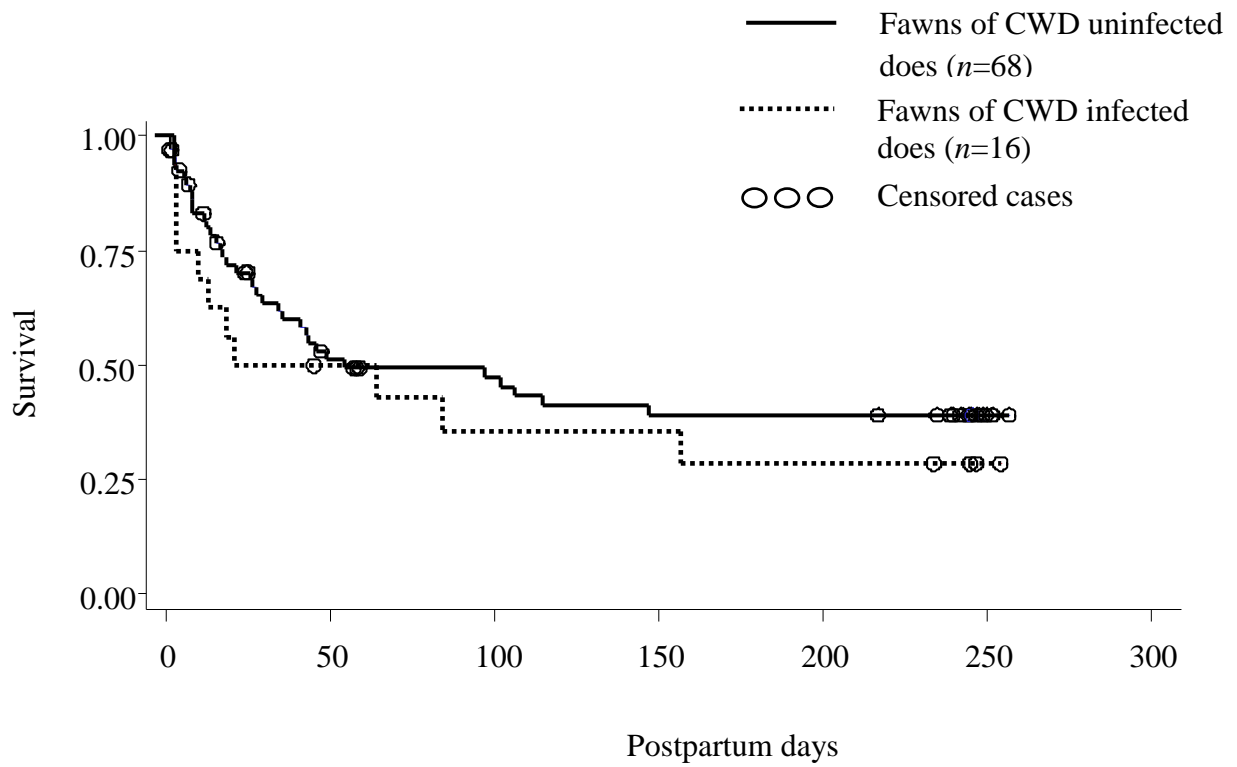 Fawns of CWD uninfected
does (n=68)
Fawns of CWD infected
does (n=16)
Censored cases
1.00
0.75
0.50
0.25
0.00
Survival
0
50
100
150
200
250
300
Postpartum days